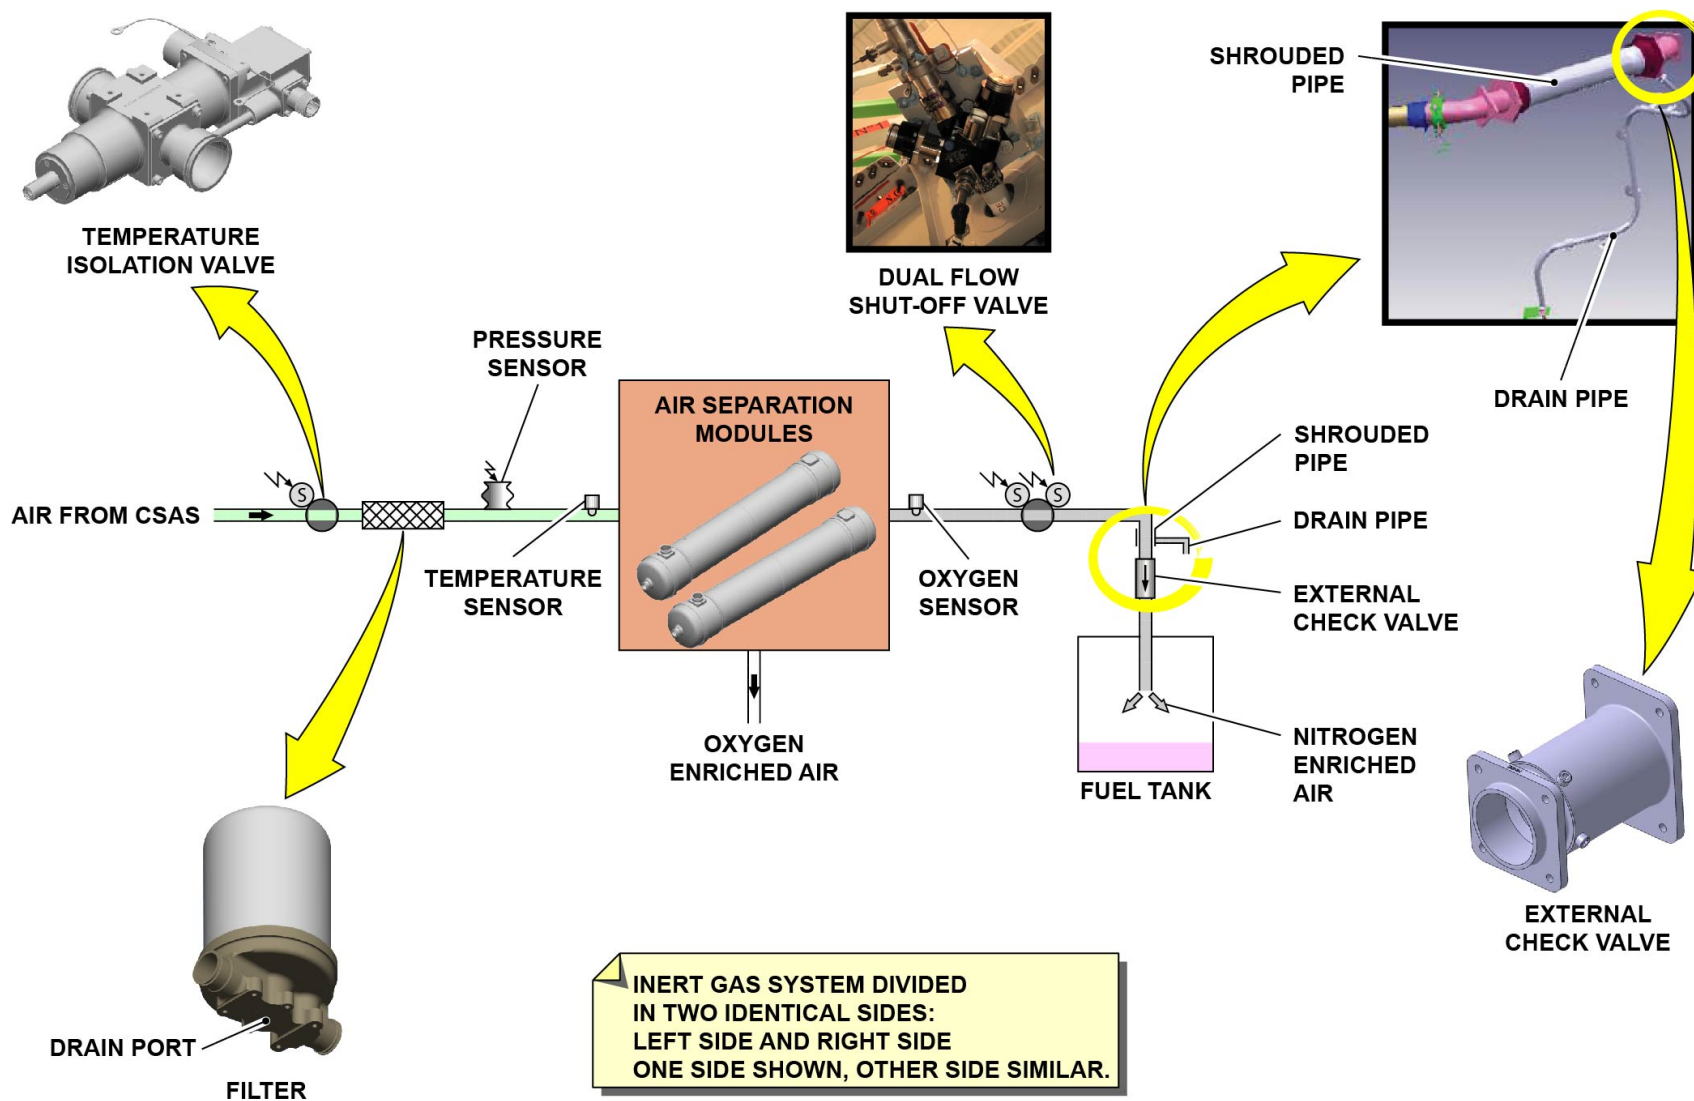 TEMPERATURE
ISOLATION VALVE
DUAL FLOW
SHUT-OFF VALVE
SHROUDED
PIPE
DRAIN PIPE
PRESSURE
SENSOR
AIR SEPARATION
MODULES
SHROUDED
PIPE
S
S
S
AIR FROM CSAS
DRAIN PIPE
TEMPERATURE
SENSOR
OXYGEN
SENSOR
EXTERNAL
CHECK VALVE
OXYGEN
ENRICHED AIR
NITROGEN
ENRICHED
AIR
FUEL TANK
EXTERNAL
CHECK VALVE
DRAIN PORT
FILTER
INERT GAS SYSTEM DIVIDED
IN TWO IDENTICAL SIDES:
LEFT SIDE AND RIGHT SIDE
ONE SIDE SHOWN, OTHER SIDE SIMILAR.